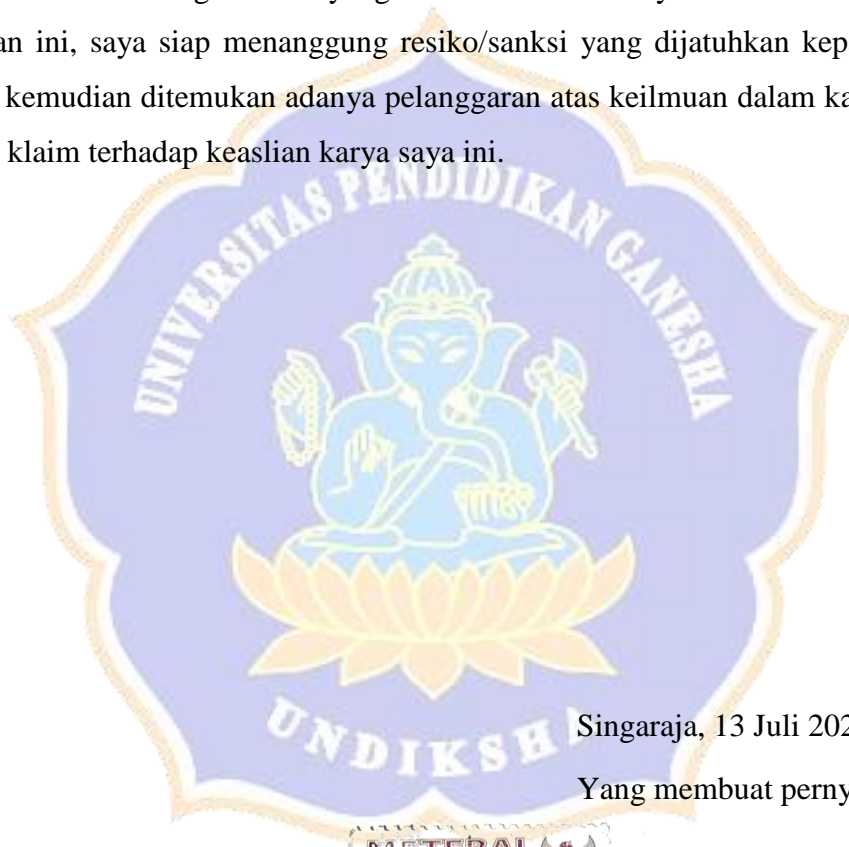 an ini, saya siap menanggung resiko/sanksi yang dijatuhkan kep
kemudian ditemukan adanya pelanggaran atas keilmuan dalam ka
klaim terhadap keaslian karya saya ini.
UNIVERSITAS PENDIDIKAN GANESHA
UNDIKSHA
Singaraja, 13 Juli 202
Yang membuat perny
METERAI